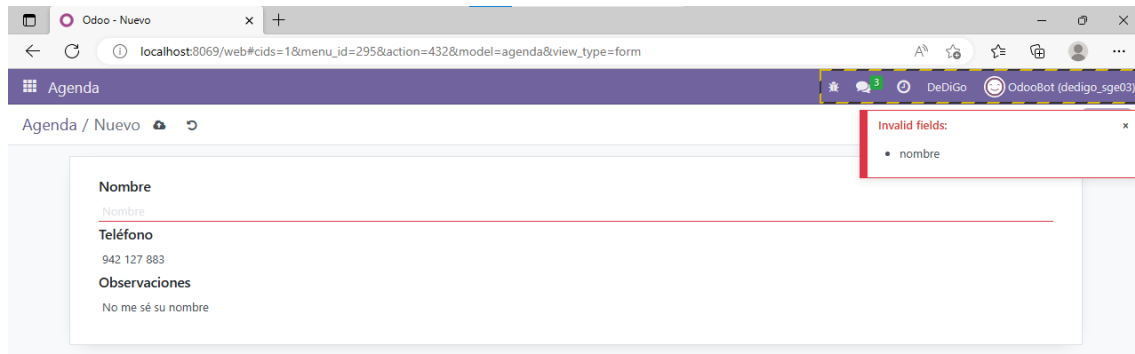 Odoo - Nuevo
localhost:8069/web#cids=1&menu_id=295&action=432&model=agenda&view_type=form
Agenda
3
DeDiGo
OdooBot (dedigo_sge03)
Agenda / Nuevo
Invalid fields:
nombre
Nombre
Nombre
Teléfono
942 127 883
Observaciones
No me sé su nombre